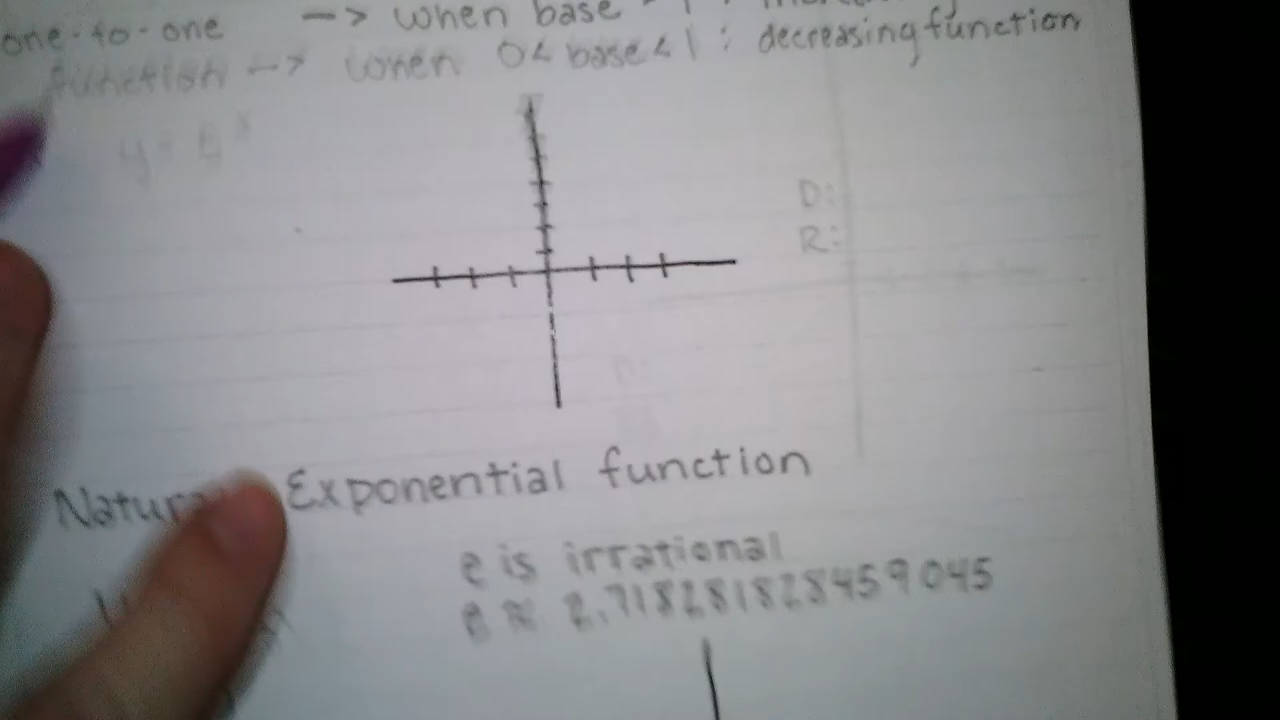 one-to-one -> when base
function -> when 0 < base < 1 : decreasing function
y =
D:
R:
Exponential function
e is irrational
e ≈ 2.718281828459045